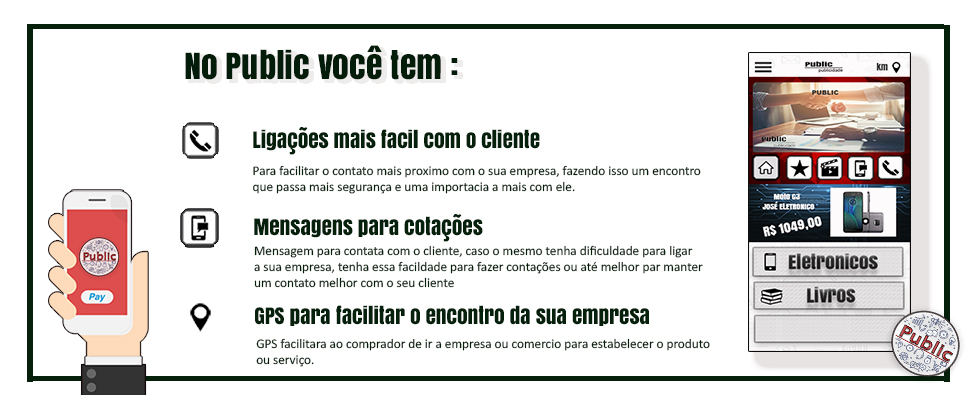 No Public você tem :
Ligações mais facil com o cliente
Para facilitar o contato mais proximo com o sua empresa, fazendo isso um encontro
que passa mais segurança e uma importacia a mais com ele.
Mensagens para cotações
Mensagem para contata com o cliente, caso o mesmo tenha dificuldade para ligar
a sua empresa, tenha essa facildade para fazer contações ou até melhor par manter
um contato melhor com o seu cliente
GPS para facilitar o encontro da sua empresa
GPS facilitara ao comprador de ir a empresa ou comercio para estabelecer o produto
ou serviço.
Public
Pay
Public
publicidade
km
PUBLIC
Public
Moto G3
JOSÉ ELETRONICO
R$ 1049,00
Eletronicos
Livros
Public